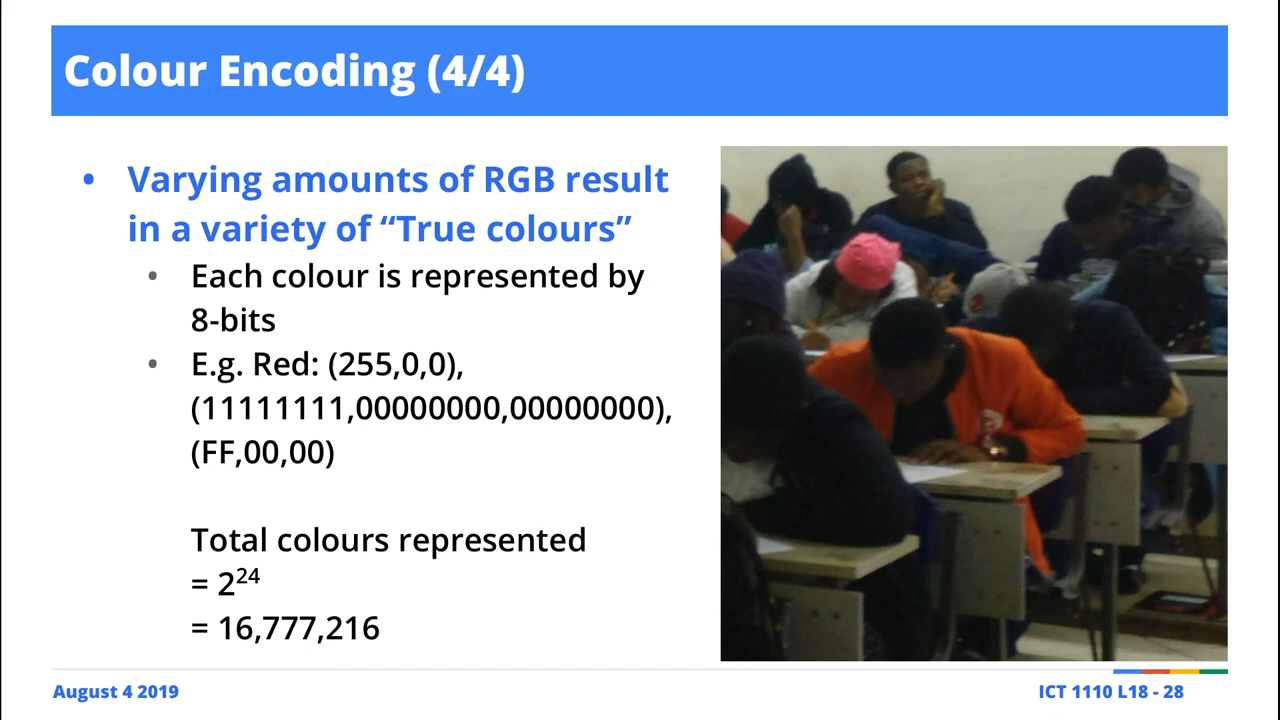 Colour Encoding (4/4)
• Varying amounts of RGB result
in a variety of “True colours”
• Each colour is represented by
8-bits
• E.g. Red: (255,0,0),
(11111111,00000000,00000000),
(FF,00,00)
Total colours represented
= 2²⁴
= 16,777,216
August 4 2019
ICT 1110 L18 - 28